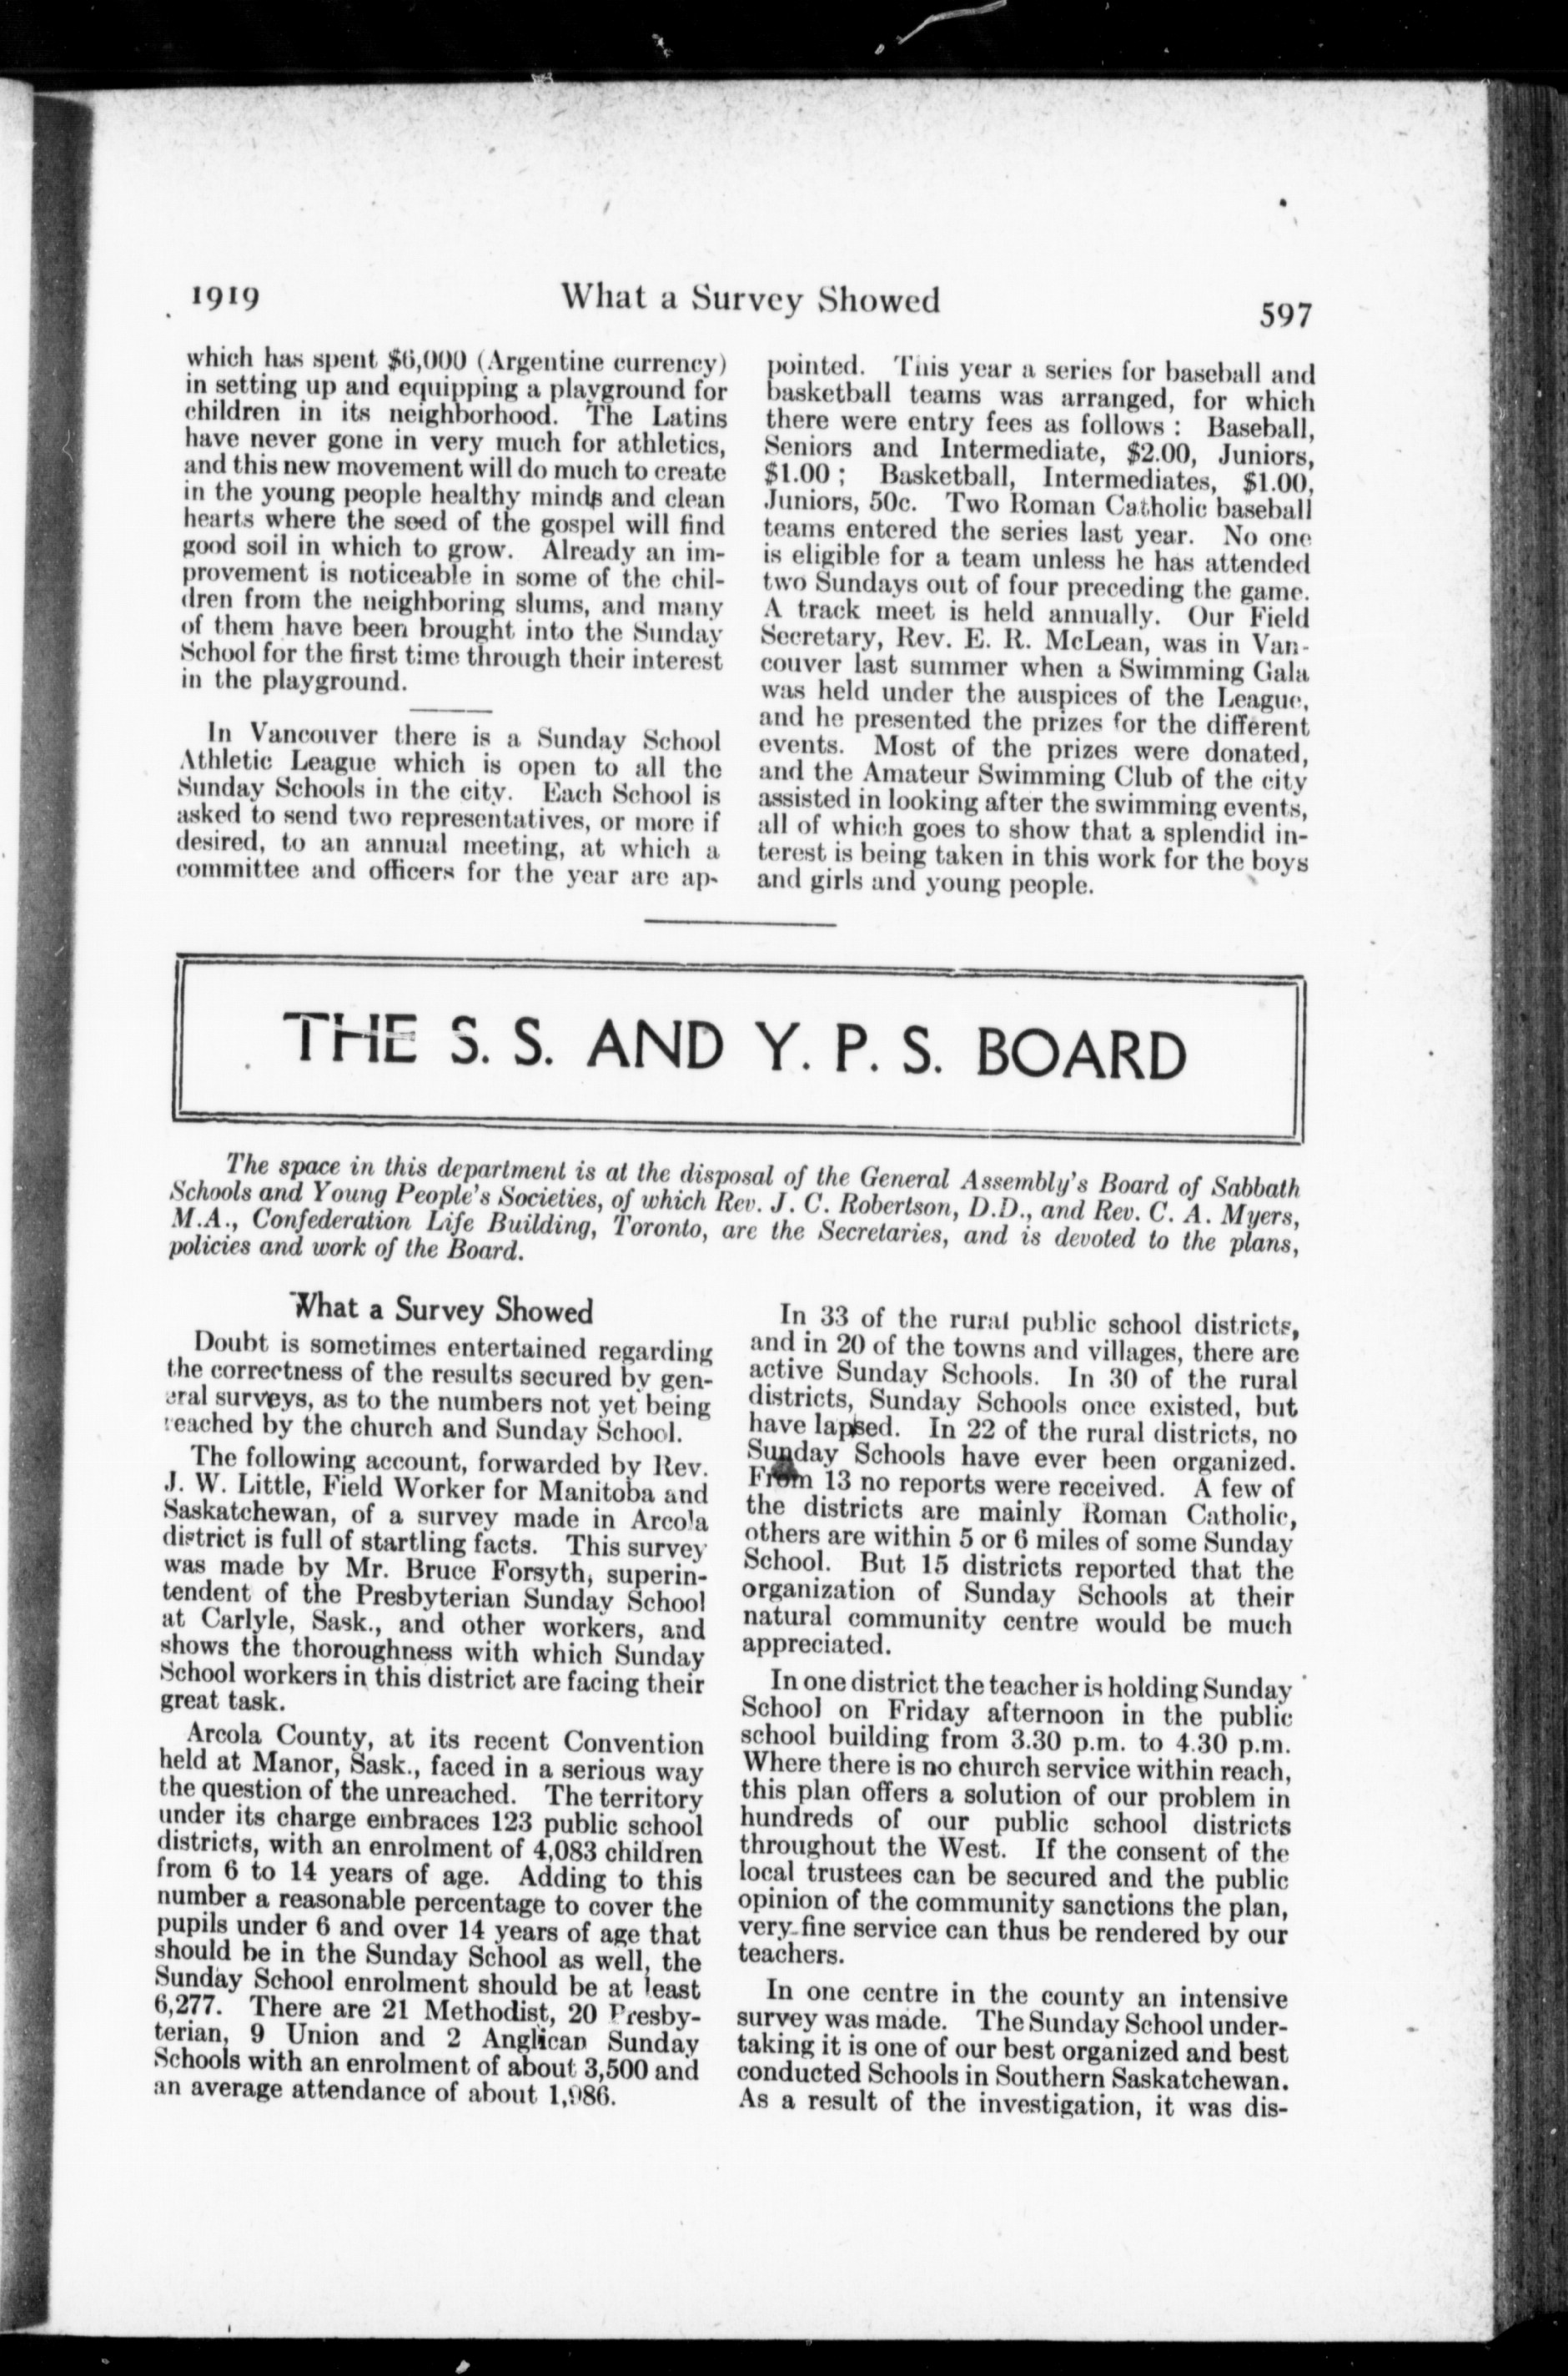 1919
What a Survey Showed
597
which has spent $6,000 (Argentine currency)
in setting up and equipping a playground for
children in its neighborhood. The Latins
have never gone in very much for athletics,
and this new movement will do much to create
in the young people healthy minds and clean
hearts where the seed of the gospel will find
good soil in which to grow. Already an im-
provement is noticeable in some of the chil-
dren from the neighboring slums, and many
of them have been brought into the Sunday
School for the first time through their interest
in the playground.
In Vancouver there is a Sunday School
Athletic League which is open to all the
Sunday Schools in the city. Each School is
asked to send two representatives, or more if
desired, to an annual meeting, at which a
committee and officers for the year are ap-
pointed. This year a series for baseball and
basketball teams was arranged, for which
there were entry fees as follows : Baseball,
Seniors and Intermediate, $2.00, Juniors,
$1.00 ; Basketball, Intermediates, $1.00,
Juniors, 50c. Two Roman Catholic baseball
teams entered the series last year. No one
is eligible for a team unless he has attended
two Sundays out of four preceding the game.
A track meet is held annually. Our Field
Secretary, Rev. E. R. McLean, was in Van-
couver last summer when a Swimming Gala
was held under the auspices of the League,
and he presented the prizes for the different
events. Most of the prizes were donated,
and the Amateur Swimming Club of the city
assisted in looking after the swimming events,
all of which goes to show that a splendid in-
terest is being taken in this work for the boys
and girls and young people.
THE S. S. AND Y. P. S. BOARD
The space in this department is at the disposal of the General Assembly's Board of Sabbath
Schools and Young People's Societies, of which Rev. J. C. Robertson, D.D., and Rev. C. A. Myers,
M.A., Confederation Life Building, Toronto, are the Secretaries, and is devoted to the plans,
policies and work of the Board.
What a Survey Showed
Doubt is sometimes entertained regarding
the correctness of the results secured by gen-
eral surveys, as to the numbers not yet being
reached by the church and Sunday School.
The following account, forwarded by Rev.
J. W. Little, Field Worker for Manitoba and
Saskatchewan, of a survey made in Arcola
district is full of startling facts. This survey
was made by Mr. Bruce Forsyth, superin-
tendent of the Presbyterian Sunday School
at Carlyle, Sask., and other workers, and
shows the thoroughness with which Sunday
School workers in this district are facing their
great task.
Arcola County, at its recent Convention
held at Manor, Sask., faced in a serious way
the question of the unreached. The territory
under its charge embraces 123 public school
districts, with an enrolment of 4,083 children
from 6 to 14 years of age. Adding to this
number a reasonable percentage to cover the
pupils under 6 and over 14 years of age that
should be in the Sunday School as well, the
Sunday School enrolment should be at least
6,277. There are 21 Methodist, 20 Presby-
terian, 9 Union and 2 Anglican Sunday
Schools with an enrolment of about 3,500 and
an average attendance of about 1,986.
In 33 of the rural public school districts,
and in 20 of the towns and villages, there are
active Sunday Schools. In 30 of the rural
districts, Sunday Schools once existed, but
have lapsed. In 22 of the rural districts, no
Sunday Schools have ever been organized.
From 13 no reports were received. A few of
the districts are mainly Roman Catholic,
others are within 5 or 6 miles of some Sunday
School. But 15 districts reported that the
organization of Sunday Schools at their
natural community centre would be much
appreciated.
In one district the teacher is holding Sunday
School on Friday afternoon in the public
school building from 3.30 p.m. to 4.30 p.m.
Where there is no church service within reach,
this plan offers a solution of our problem in
hundreds of our public school districts
throughout the West. If the consent of the
local trustees can be secured and the public
opinion of the community sanctions the plan,
very fine service can thus be rendered by our
teachers.
In one centre in the county an intensive
survey was made. The Sunday School under-
taking it is one of our best organized and best
conducted Schools in Southern Saskatchewan.
As a result of the investigation, it was dis-